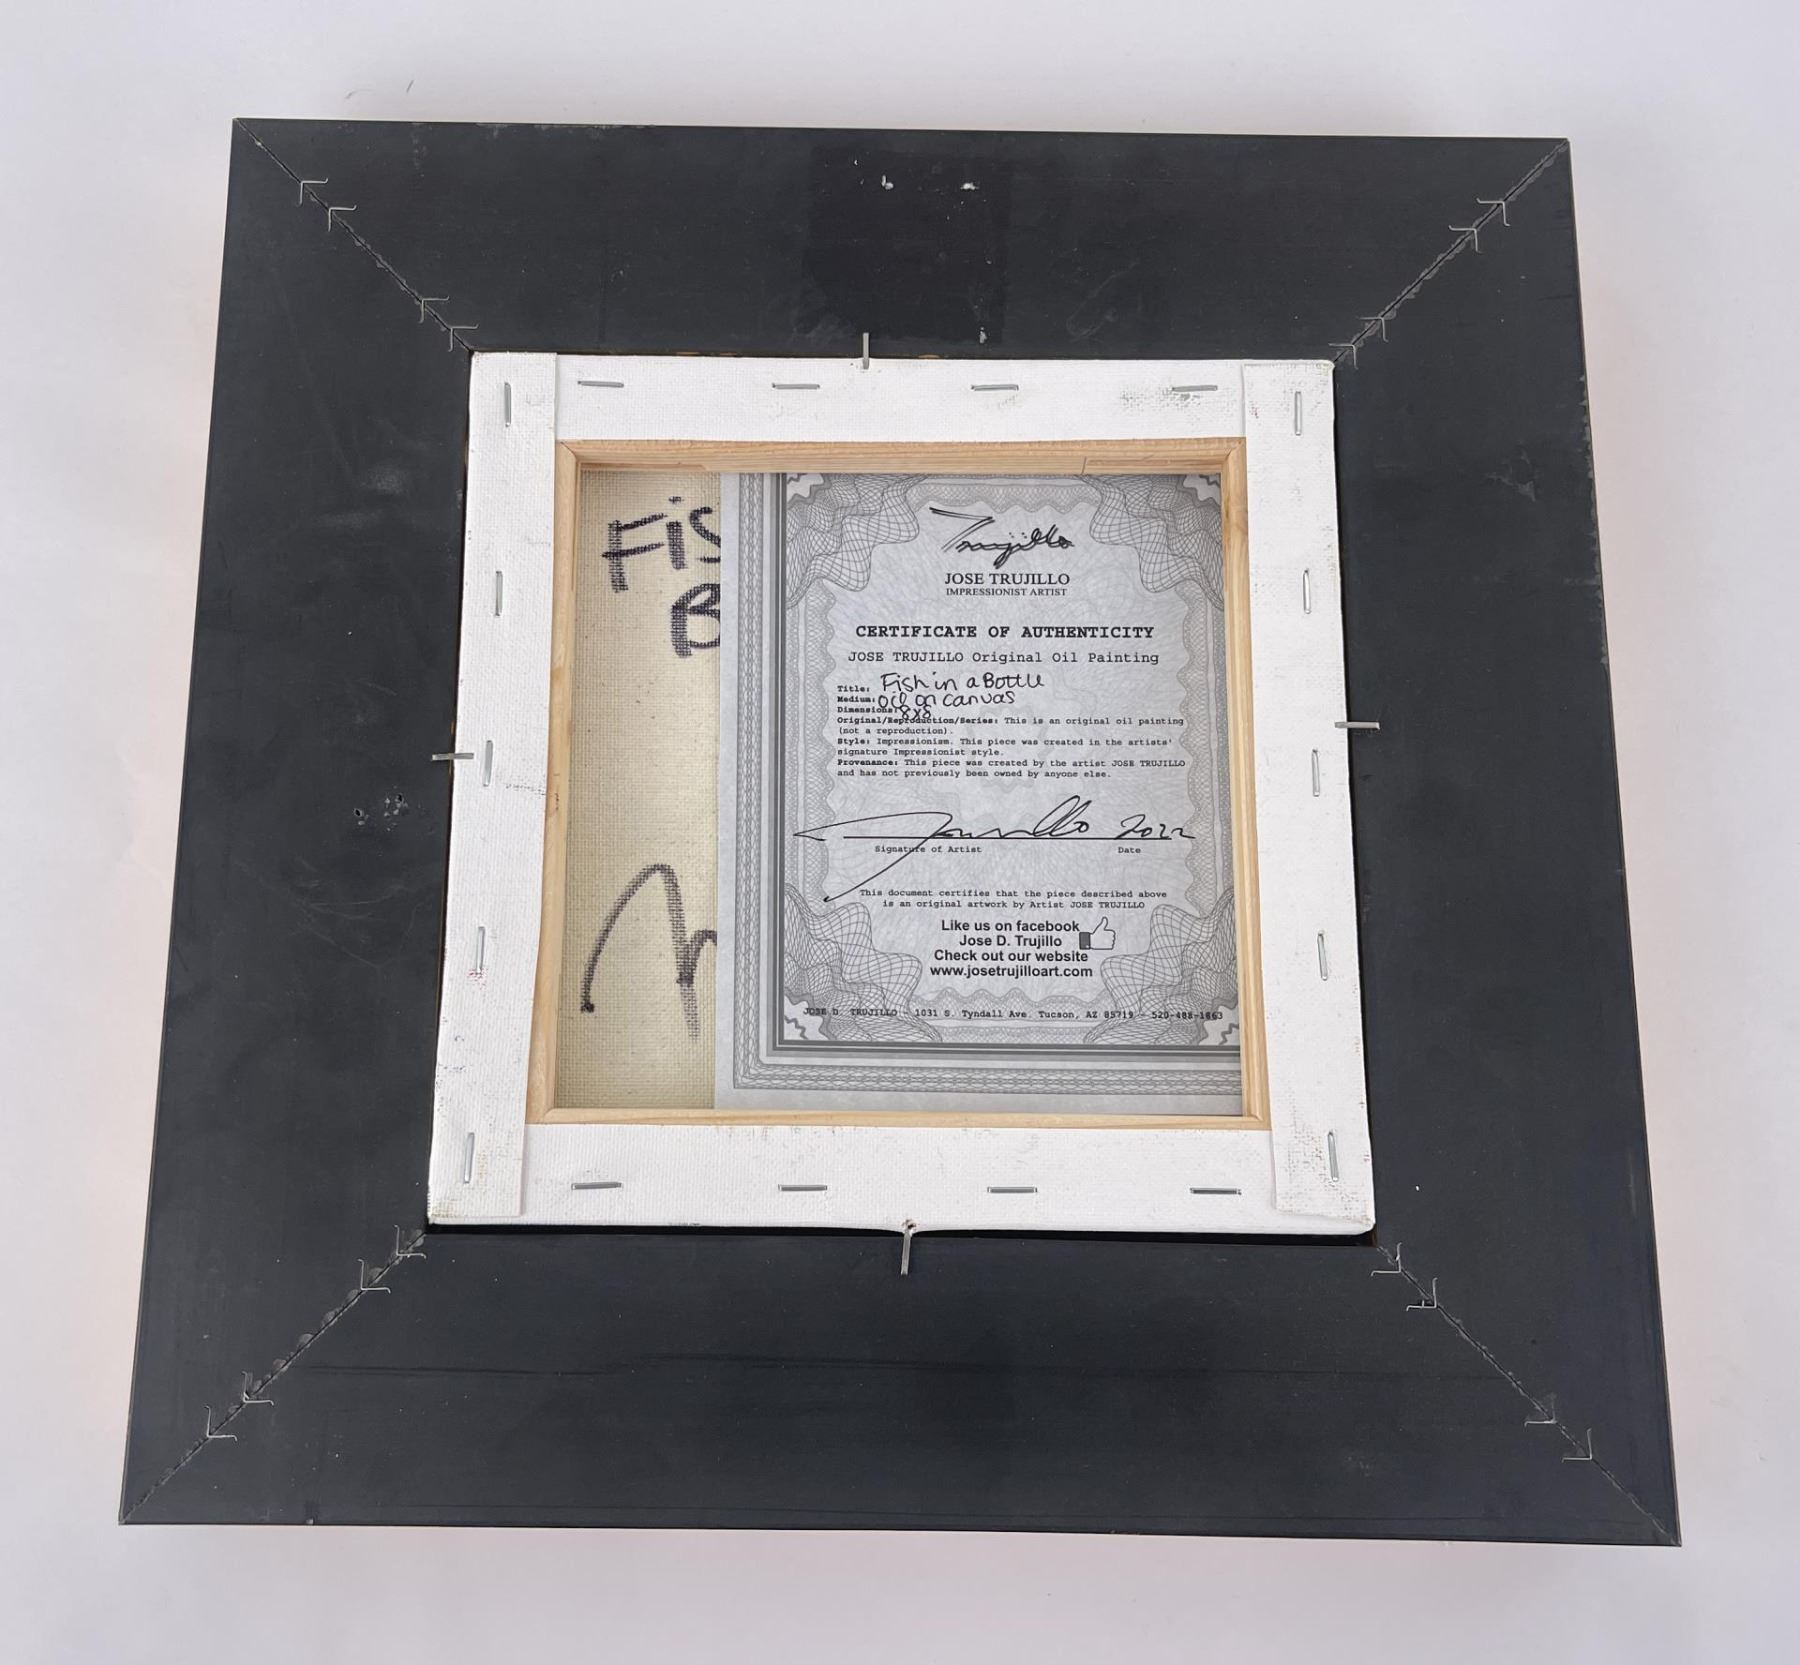 Fis
B
Trujillo
JOSE TRUJILLO
IMPRESSIONIST ARTIST
CERTIFICATE OF AUTHENTICITY
JOSE TRUJILLO Original Oil Painting
Title: Fish in a Bottle
Medium: oil on canvas
Dimensions: 8x8
Original/Reproduction/Series: This is an original oil painting
(not a reproduction).
Style: Impressionism. This piece was created in the artists'
signature Impressionist style.
Provenance: This piece was created by the artist JOSE TRUJILLO
and has not previously been owned by anyone else.
Trujillo 2022
Signature of Artist Date
This document certifies that the piece described above
is an original artwork by Artist JOSE TRUJILLO
Like us on facebook
Jose D. Trujillo
Check out our website
www.josetrujilloart.com
JOSE D. TRUJILLO - 1031 S. Tyndall Ave. Tucson, AZ 85719 - 520-488-1863